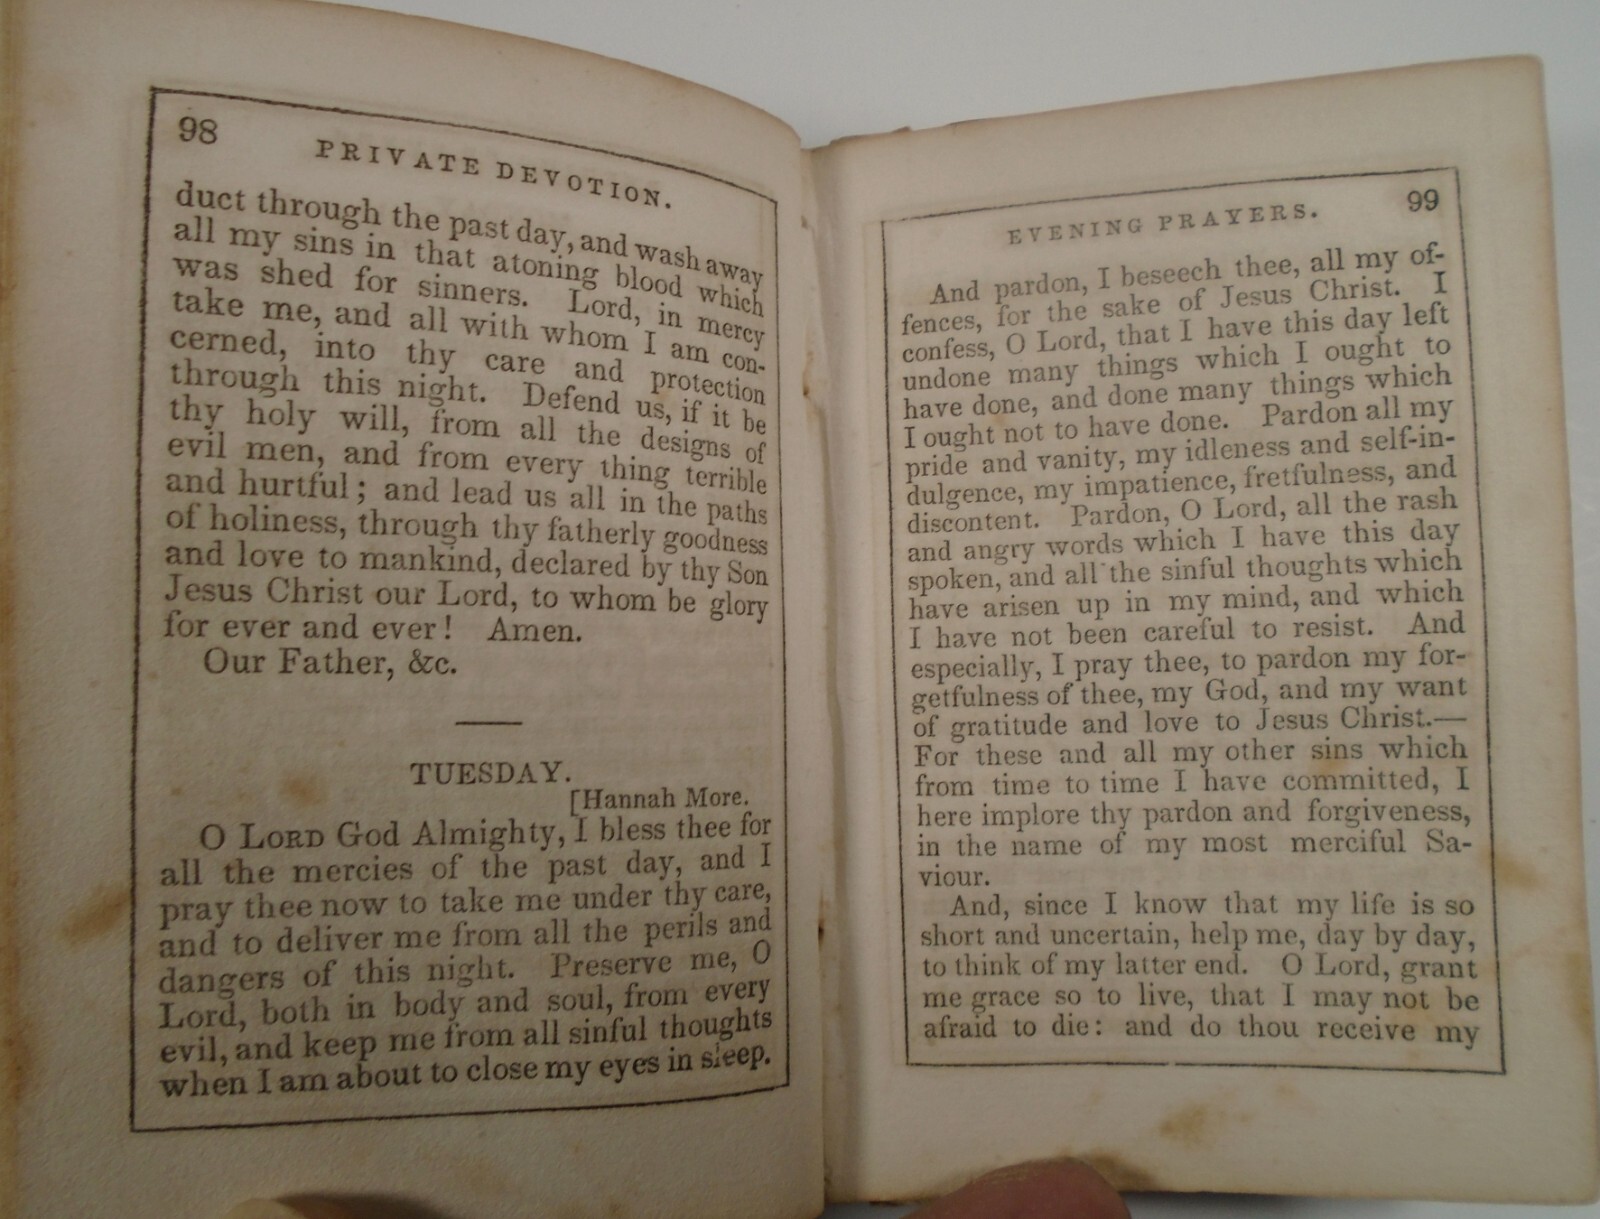 98
PRIVATE DEVOTION.
duct through the past day, and wash away
all my sins in that atoning blood which
was shed for sinners. Lord, in mercy
take me, and all with whom I am con-
cerned, into thy care and protection
through this night. Defend us, if it be
thy holy will, from all the designs of
evil men, and from every thing terrible
and hurtful; and lead us all in the paths
of holiness, through thy fatherly goodness
and love to mankind, declared by thy Son
Jesus Christ our Lord, to whom be glory
for ever and ever! Amen.
Our Father, &c.
TUESDAY.
[Hannah More.
O LORD God Almighty, I bless thee for
all the mercies of the past day, and I
pray thee now to take me under thy care,
and to deliver me from all the perils and
dangers of this night. Preserve me, O
Lord, both in body and soul, from every
evil, and keep me from all sinful thoughts
when I am about to close my eyes in sleep.
EVENING PRAYERS.
99
And pardon, I beseech thee, all my of-
fences, for the sake of Jesus Christ. I
confess, O Lord, that I have this day left
undone many things which I ought to
have done, and done many things which
I ought not to have done. Pardon all my
pride and vanity, my idleness and self-in-
dulgence, my impatience, fretfulness, and
discontent. Pardon, O Lord, all the rash
and angry words which I have this day
spoken, and all the sinful thoughts which
have arisen up in my mind, and which
I have not been careful to resist. And
especially, I pray thee, to pardon my for-
getfulness of thee, my God, and my want
of gratitude and love to Jesus Christ.—
For these and all my other sins which
from time to time I have committed, I
here implore thy pardon and forgiveness,
in the name of my most merciful Sa-
viour.
And, since I know that my life is so
short and uncertain, help me, day by day,
to think of my latter end. O Lord, grant
me grace so to live, that I may not be
afraid to die: and do thou receive my